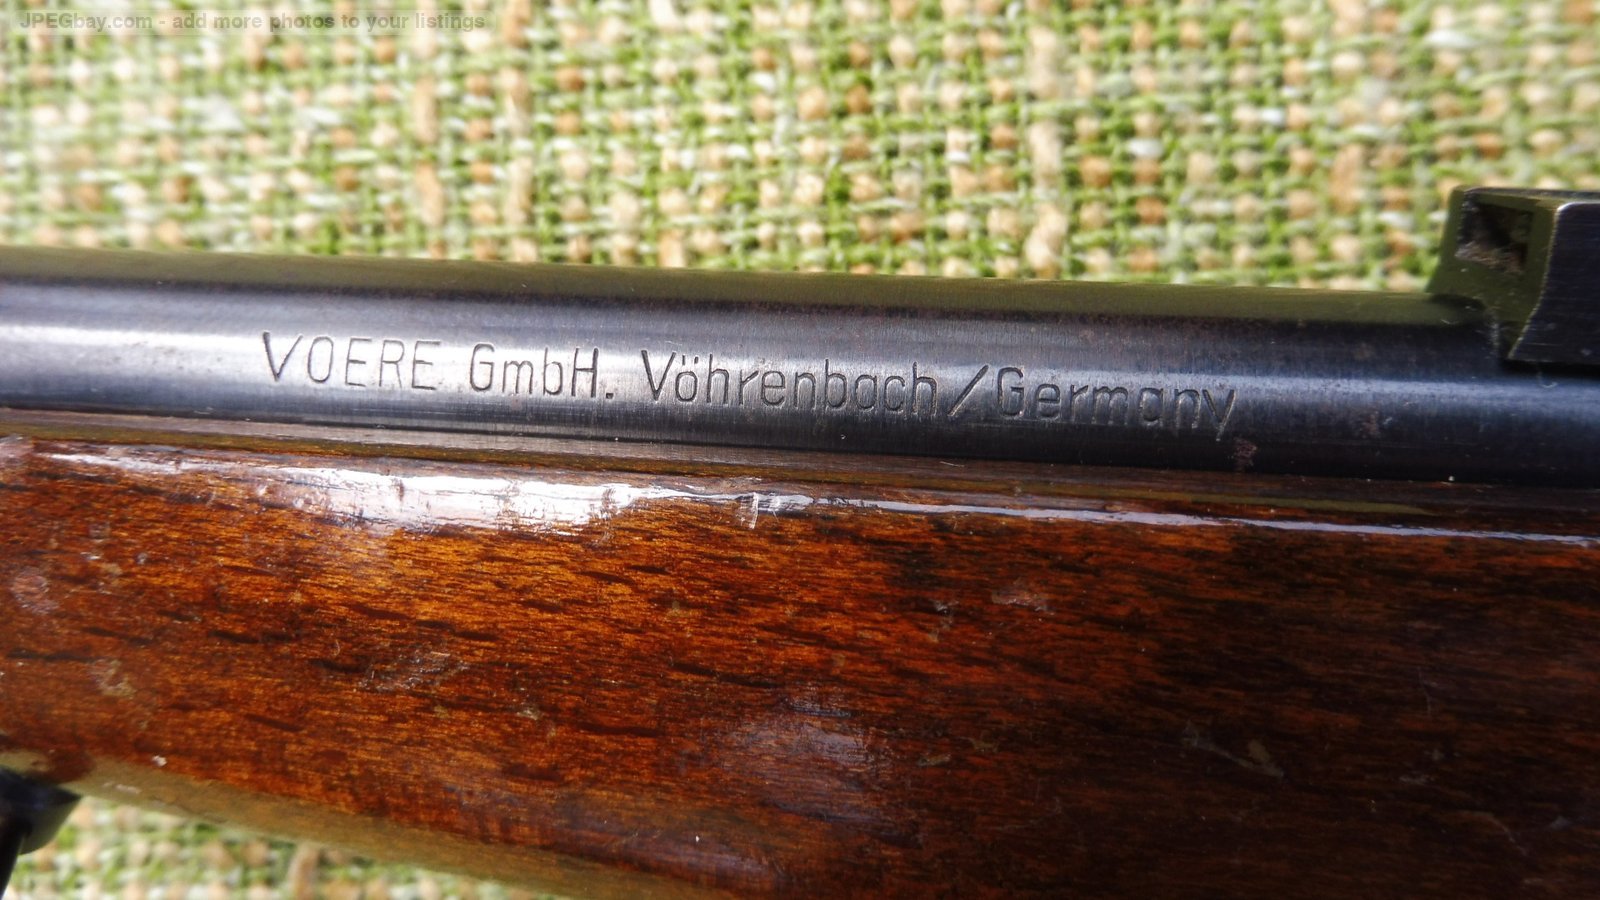 JPEGbay.com - add more photos to your listings
VOERE GmbH. Vöhrenbach/Germany